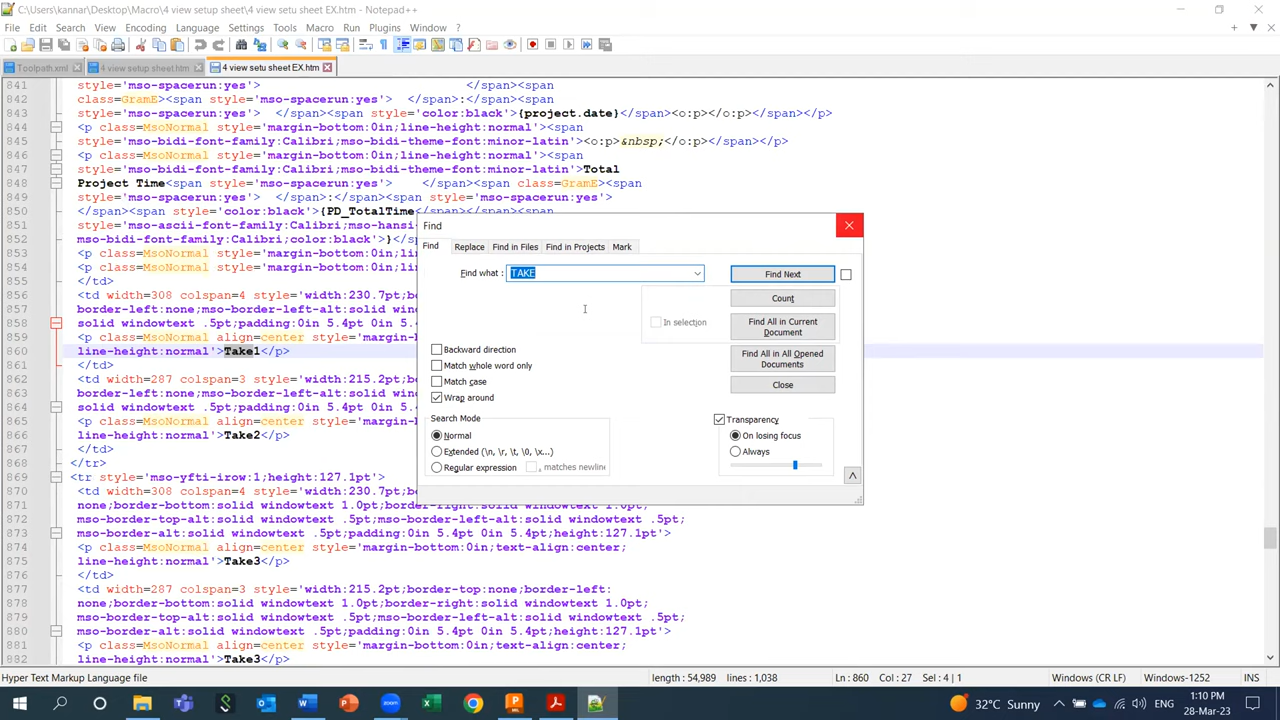 C:\Users\kannar\Desktop\Macro\4 view setup sheet\4 view setu sheet EX.htm - Notepad++
File Edit Search View Encoding Language Settings Tools Macro Run Plugins Window ?
Toolpath.xml 4 view setup sheet.htm 4 view setu sheet EX.htm
841 style='mso-spacerun:yes'> </span><span
842 class=GramE><span style='mso-spacerun:yes'> </span>:</span><span
843 style='mso-spacerun:yes'> </span><span style='color:black'>{project.date}</span><o:p></o:p></span></p>
844 <p class=MsoNormal style='margin-bottom:0in;line-height:normal'><span
845 style='mso-bidi-font-family:Calibri;mso-bidi-theme-font:minor-latin'><o:p>&nbsp;</o:p></span></p>
846 <p class=MsoNormal style='margin-bottom:0in;line-height:normal'><span
847 style='mso-bidi-font-family:Calibri;mso-bidi-theme-font:minor-latin'>Total
848 Project Time<span style='mso-spacerun:yes'> </span><span class=GramE><span
849 style='mso-spacerun:yes'> </span>:</span><span style='mso-spacerun:yes'>
850 </span><span style='color:black'>{PD_TotalTime</span><span
851 style='mso-ascii-font-family:Calibri;mso-hansi-
852 mso-bidi-font-family:Calibri;color:black'>}</s
853 <p class=MsoNormal style='margin-bottom:0in;li
854 <p class=MsoNormal style='margin-bottom:0in;li
855 </td>
856 <td width=308 colspan=4 style='width:230.7pt;b
857 border-left:none;mso-border-left-alt:solid win
858 solid windowtext .5pt;padding:0in 5.4pt 0in 5.
859 <p class=MsoNormal align=center style='margin-
860 line-height:normal'>Take1</p>
861 </td>
862 <td width=287 colspan=3 style='width:215.2pt;b
863 border-left:none;mso-border-left-alt:solid win
864 solid windowtext .5pt;padding:0in 5.4pt 0in 5.
865 <p class=MsoNormal align=center style='margin-
866 line-height:normal'>Take2</p>
867 </td>
868 </tr>
869 <tr style='mso-yfti-irow:1;height:127.1pt'>
870 <td width=308 colspan=4 style='width:230.7pt;b
871 none;border-bottom:solid windowtext 1.0pt;border-right:solid windowtext 1.0pt;
872 mso-border-top-alt:solid windowtext .5pt;mso-border-left-alt:solid windowtext .5pt;
873 mso-border-alt:solid windowtext .5pt;padding:0in 5.4pt 0in 5.4pt;height:127.1pt'>
874 <p class=MsoNormal align=center style='margin-bottom:0in;text-align:center;
875 line-height:normal'>Take3</p>
876 </td>
877 <td width=287 colspan=3 style='width:215.2pt;border-top:none;border-left:
878 none;border-bottom:solid windowtext 1.0pt;border-right:solid windowtext 1.0pt;
879 mso-border-top-alt:solid windowtext .5pt;mso-border-left-alt:solid windowtext .5pt;
880 mso-border-alt:solid windowtext .5pt;padding:0in 5.4pt 0in 5.4pt;height:127.1pt'>
881 <p class=MsoNormal align=center style='margin-bottom:0in;text-align:center;
882 line-height:normal'>Take3</p>
Find
Find Replace Find in Files Find in Projects Mark
Find what : TAKE
Find Next
Count
In selection
Find All in Current Document
Find All in All Opened Documents
Close
Backward direction
Match whole word only
Match case
Wrap around
Search Mode
Normal
Extended (\n, \r, \t, \0, \x...)
Regular expression . matches newline
Transparency
On losing focus
Always
Hyper Text Markup Language file length : 54,989 lines : 1,038 Ln : 860 Col : 27 Sel : 4 | 1 Windows (CR LF) Windows-1252 INS
32°C Sunny ENG 1:10 PM
28-Mar-23